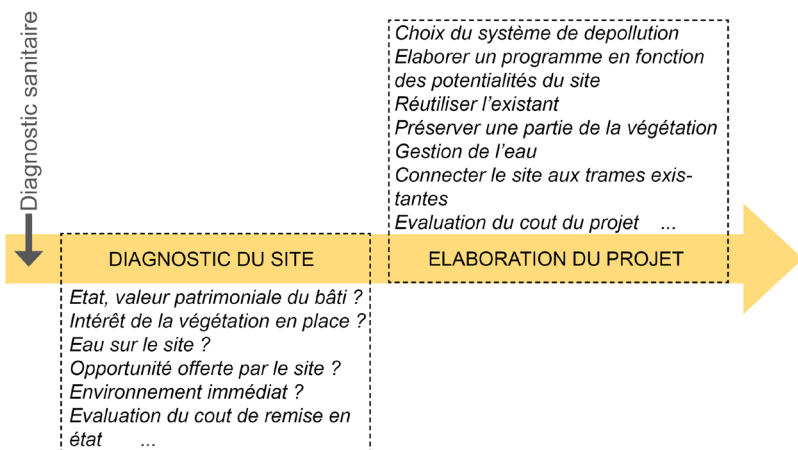 Diagnostic sanitaire
Choix du système de depollution
Elaborer un programme en fonction
des potentialités du site
Réutiliser l'existant
Préserver une partie de la végétation
Gestion de l'eau
Connecter le site aux trames exis-
tantes
Evaluation du cout du projet ...
DIAGNOSTIC DU SITE
ELABORATION DU PROJET
Etat, valeur patrimoniale du bâti ?
Intérêt de la végétation en place ?
Eau sur le site ?
Opportunité offerte par le site ?
Environnement immédiat ?
Evaluation du cout de remise en
état ...